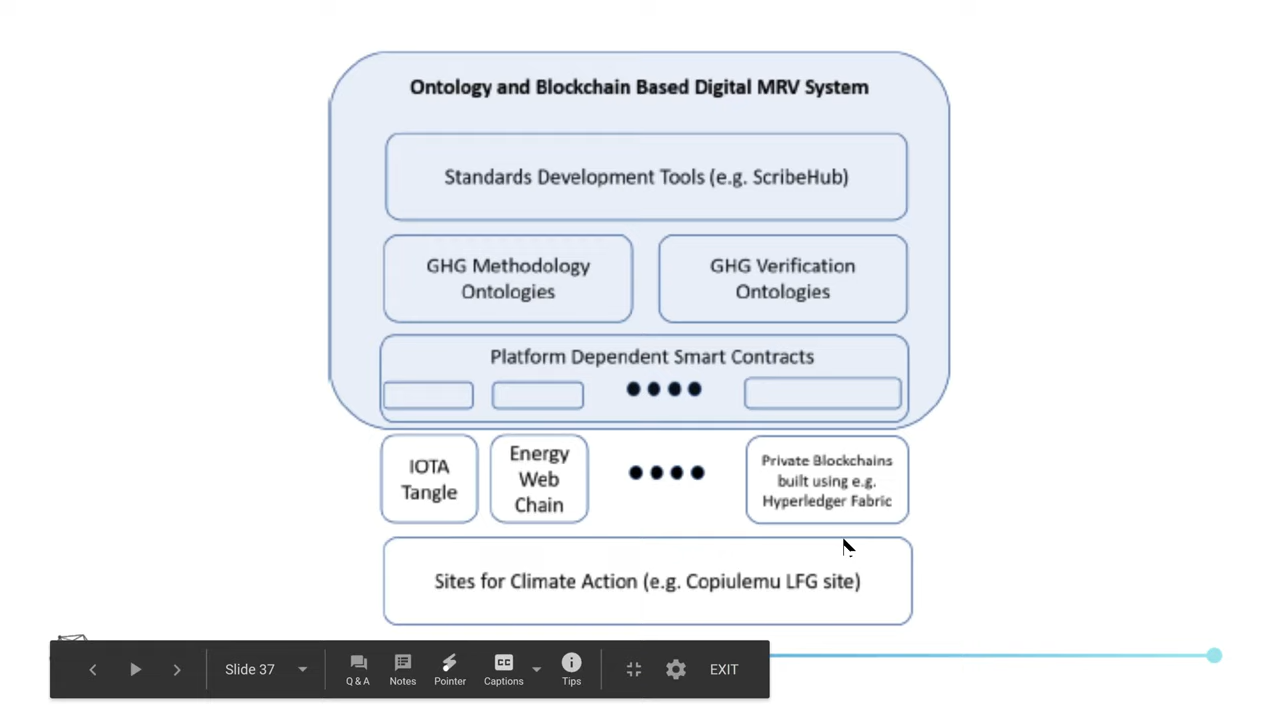 Ontology and Blockchain Based Digital MRV System
Standards Development Tools (e.g. ScribeHub)
GHG Methodology
Ontologies
GHG Verification
Ontologies
Platform Dependent Smart Contracts
IOTA
Tangle
Energy
Web
Chain
Private Blockchains
built using e.g.
Hyperledger Fabric
Sites for Climate Action (e.g. Copiulemu LFG site)
Slide 37
Q & A
Notes
Pointer
CC
Captions
Tips
EXIT